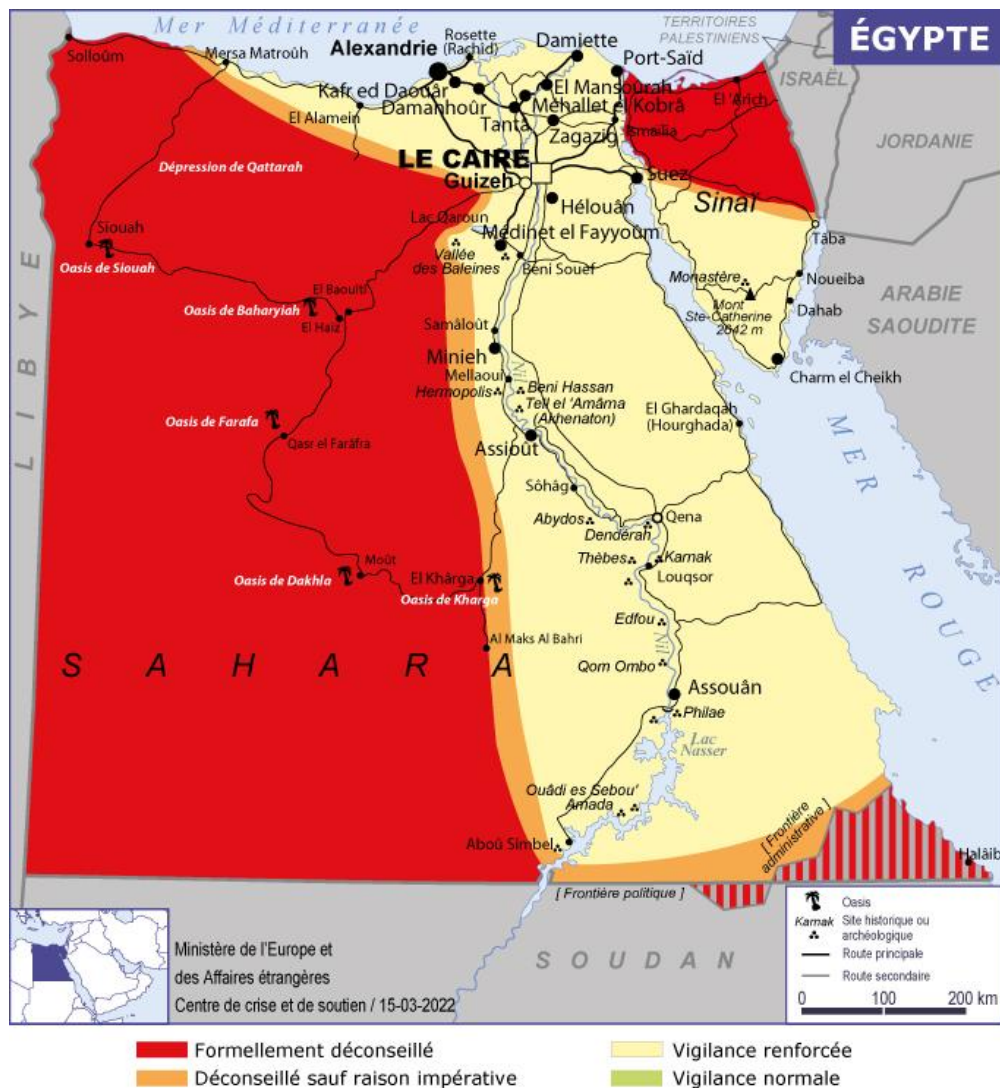 Mer Méditerranée
ÉGYPTE
TERRITOIRES
PALESTINIENS
ISRAËL
JORDANIE
ARABIE
SAOUDITE
LIBYE
Solloûm
Mersa Matroûh
Alexandrie
Rosette
(Rachid)
Damiette
Port-Saïd
Kafr ed Daouâr
El Mansoûrah
El 'Arich
Damanhoûr
Mehallet el Kobrâ
El Alamein
Tanta
Zagazig
Ismaïlia
Dépression de Qattarah
LE CAIRE
Guizeh
Suez
Sinaï
Hélouân
Lac Qaroun
Médinet el Fayyoûm
Tâba
Siouah
Oasis de Siouah
Vallée
des Baleines
Beni Souef
Monastère
Noueiba
Mont
Ste-Catherine
2642 m
Dahab
El Baouiti
Oasis de Baharyiah
El Haiz
Samâloût
Minieh
Charm el Cheikh
Mellaoui
Nil
Hermopolis
Beni Hassan
Tell el 'Amâma
(Akhenaton)
El Ghardaqah
(Hourghada)
Oasis de Farafa
Qasr el Farâfra
Assioût
MER ROUGE
Sôhâg
Abydos
Qena
Dendérah
Moût
Thèbes
Karnak
Oasis de Dakhla
El Khârga
Louqsor
Oasis de Kharga
Edfou
Al Maks Al Bahri
Nil
SAHARA
Qom Ombo
Assouân
Philae
Lac
Nasser
Ouâdi es Sebou'
Amada
Aboû Simbel
[ Frontière
administrative ]
Halâib
[ Frontière politique ]
SOUDAN
Ministère de l'Europe et
des Affaires étrangères
Centre de crise et de soutien / 15-03-2022
Oasis
Karnak Site historique ou
archéologique
Route principale
Route secondaire
0 100 200 km
Formellement déconseillé
Vigilance renforcée
Déconseillé sauf raison impérative
Vigilance normale